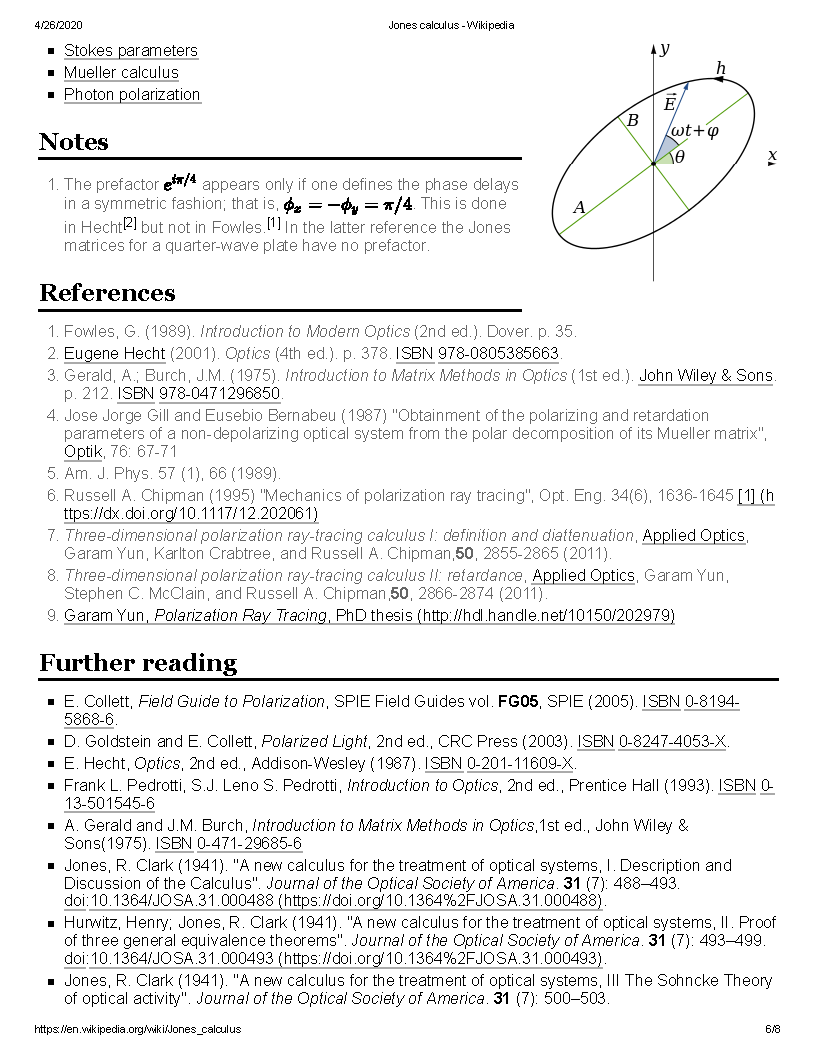 4/26/2020 Jones calculus - Wikipedia
Stokes parameters
Mueller calculus
Photon polarization
y
h
E⃗
B
ωt+φ
θ
x
A
Notes
1. The prefactor e^{iπ/4} appears only if one defines the phase delays
in a symmetric fashion; that is, ϕ_x = −ϕ_y = π/4. This is done
in Hecht[2] but not in Fowles.[1] In the latter reference the Jones
matrices for a quarter-wave plate have no prefactor.
References
1. Fowles, G. (1989). Introduction to Modern Optics (2nd ed.). Dover. p. 35.
2. Eugene Hecht (2001). Optics (4th ed.). p. 378. ISBN 978-0805385663.
3. Gerald, A.; Burch, J.M. (1975). Introduction to Matrix Methods in Optics (1st ed.). John Wiley & Sons.
p. 212. ISBN 978-0471296850.
4. Jose Jorge Gill and Eusebio Bernabeu (1987) "Obtainment of the polarizing and retardation
parameters of a non-depolarizing optical system from the polar decomposition of its Mueller matrix",
Optik, 76: 67-71
5. Am. J. Phys. 57 (1), 66 (1989).
6. Russell A. Chipman (1995) "Mechanics of polarization ray tracing", Opt. Eng. 34(6), 1636-1645 [1] (h
ttps://dx.doi.org/10.1117/12.202061)
7. Three-dimensional polarization ray-tracing calculus I: definition and diattenuation, Applied Optics,
Garam Yun, Karlton Crabtree, and Russell A. Chipman,50, 2855-2865 (2011).
8. Three-dimensional polarization ray-tracing calculus II: retardance, Applied Optics, Garam Yun,
Stephen C. McClain, and Russell A. Chipman,50, 2866-2874 (2011).
9. Garam Yun, Polarization Ray Tracing, PhD thesis (http://hdl.handle.net/10150/202979)
Further reading
E. Collett, Field Guide to Polarization, SPIE Field Guides vol. FG05, SPIE (2005). ISBN 0-8194-
5868-6.
D. Goldstein and E. Collett, Polarized Light, 2nd ed., CRC Press (2003). ISBN 0-8247-4053-X.
E. Hecht, Optics, 2nd ed., Addison-Wesley (1987). ISBN 0-201-11609-X.
Frank L. Pedrotti, S.J. Leno S. Pedrotti, Introduction to Optics, 2nd ed., Prentice Hall (1993). ISBN 0-
13-501545-6
A. Gerald and J.M. Burch, Introduction to Matrix Methods in Optics,1st ed., John Wiley &
Sons(1975). ISBN 0-471-29685-6
Jones, R. Clark (1941). "A new calculus for the treatment of optical systems, I. Description and
Discussion of the Calculus". Journal of the Optical Society of America. 31 (7): 488–493.
doi:10.1364/JOSA.31.000488 (https://doi.org/10.1364%2FJOSA.31.000488).
Hurwitz, Henry; Jones, R. Clark (1941). "A new calculus for the treatment of optical systems, II. Proof
of three general equivalence theorems". Journal of the Optical Society of America. 31 (7): 493–499.
doi:10.1364/JOSA.31.000493 (https://doi.org/10.1364%2FJOSA.31.000493).
Jones, R. Clark (1941). "A new calculus for the treatment of optical systems, III The Sohncke Theory
of optical activity". Journal of the Optical Society of America. 31 (7): 500–503.
https://en.wikipedia.org/wiki/Jones_calculus 6/8